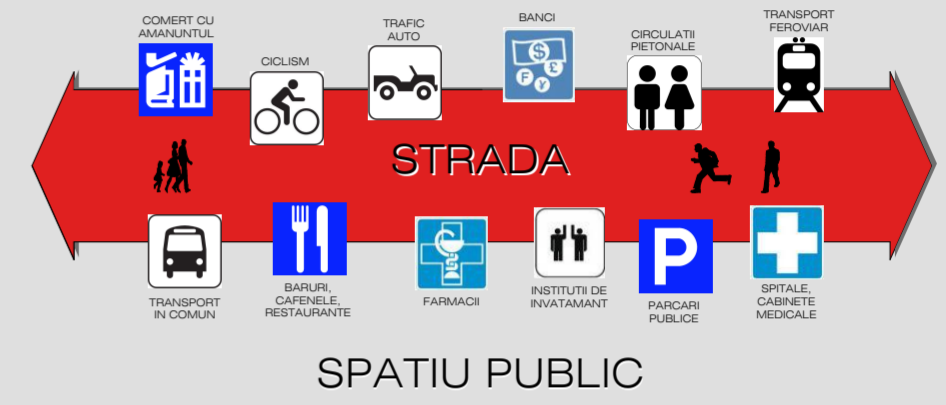 COMERT CU
AMANUNTUL
CICLISM
TRAFIC
AUTO
BANCI
CIRCULATII
PIETONALE
TRANSPORT
FEROVIAR
$
£
F
¥
STRADA
P
TRANSPORT
IN COMUN
BARURI,
CAFENELE,
RESTAURANTE
FARMACII
INSTITUTII DE
INVATAMANT
PARCARI
PUBLICE
SPITALE,
CABINETE
MEDICALE
SPATIU PUBLIC